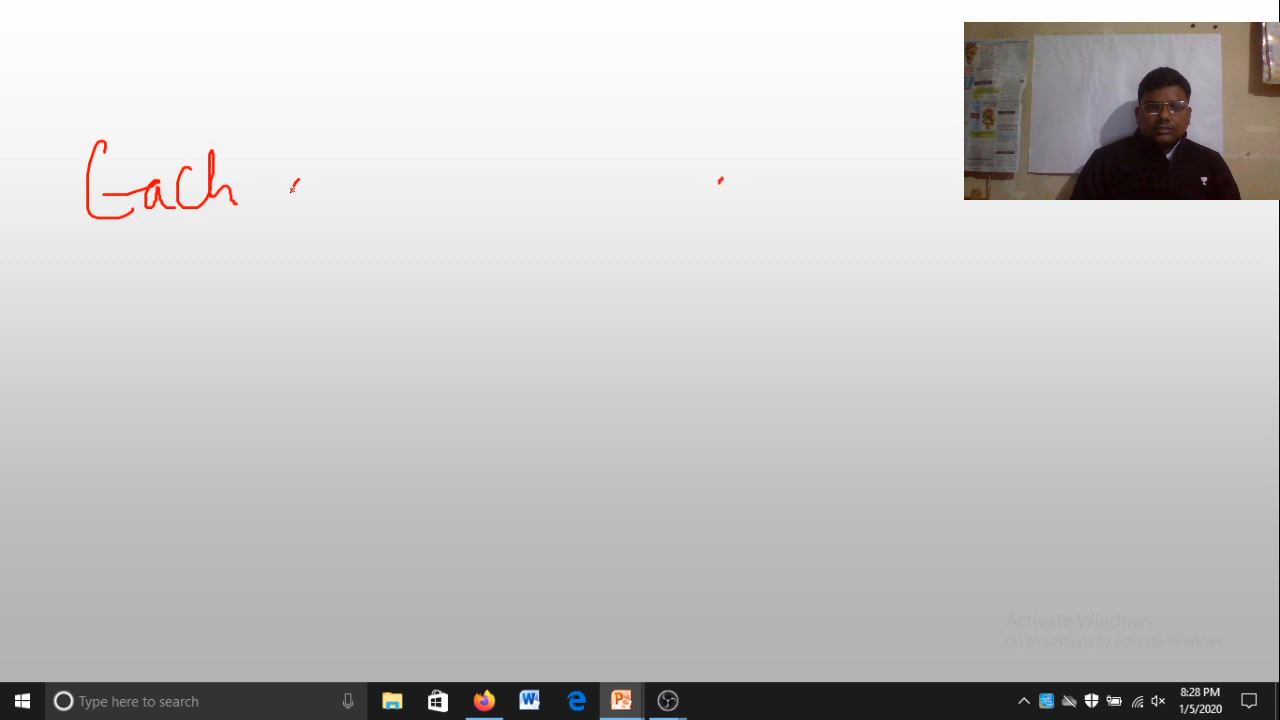 Each
Activate Windows
Go to Settings to activate Windows.
Type here to search
8:28 PM
1/5/2020